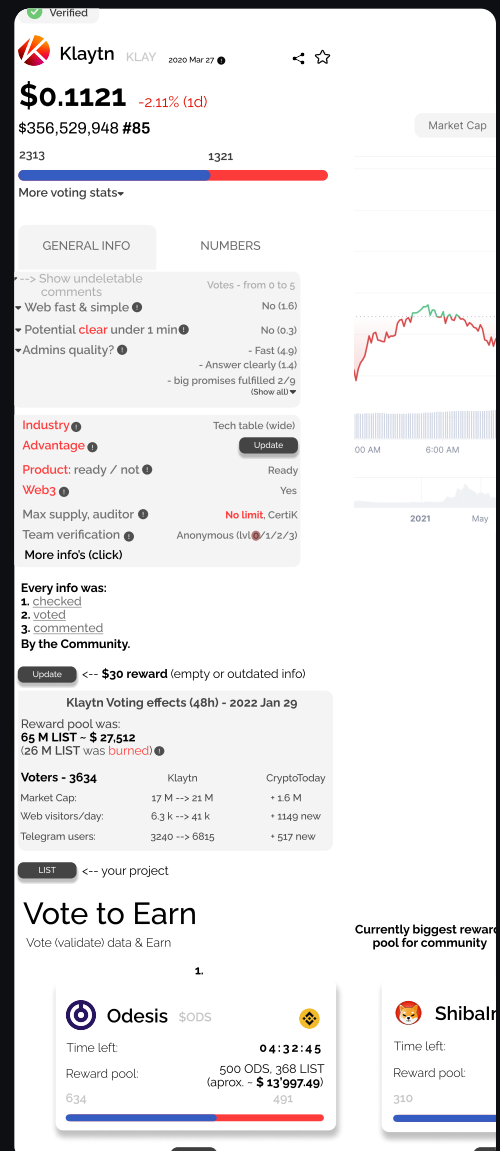 Verified
Klaytn KLAY 2020 Mar 27
$0.1121 -2.11% (1d)
$356,529,948 #85
Market Cap
2313 1321
More voting stats
GENERAL INFO NUMBERS
--> Show undeletable comments Votes - from 0 to 5
Web fast & simple No (1.6)
Potential clear under 1 min No (0.3)
Admins quality? - Fast (4.9)
- Answer clearly (1.4)
- big promises fulfilled 2/9
(Show all)
Industry Tech table (wide)
Advantage Update
Product: ready / not Ready
Web3 Yes
Max supply, auditor No limit, CertiK
Team verification Anonymous (lvl0/1/2/3)
More info's (click)
:00 AM 6:00 AM
2021 May
Every info was:
1. checked
2. voted
3. commented
By the Community.
Update <-- $30 reward (empty or outdated info)
Klaytn Voting effects (48h) - 2022 Jan 29
Reward pool was:
65 M LIST ~ $ 27,512
(26 M LIST was burned)
Voters - 3634 Klaytn CryptoToday
Market Cap: 17 M --> 21 M + 1.6 M
Web visitors/day: 6.3 k --> 41 k + 1149 new
Telegram users: 3240 --> 6815 + 517 new
LIST <-- your project
Vote to Earn
Vote (validate) data & Earn
Currently biggest reward
pool for community
1.
Odesis $ODS
Time left: 04:32:45
Reward pool: 500 ODS, 368 LIST
(aprox. ~ $ 13'997.49)
634 491
ShibaIn
Time left:
Reward pool:
310